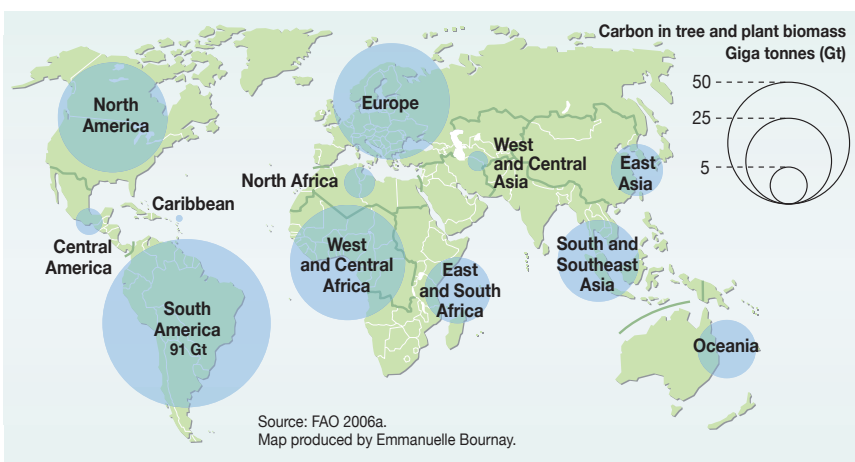 Carbon in tree and plant biomass
Giga tonnes (Gt)
50
25
5
North
America
Europe
West
and Central
Asia
East
Asia
North Africa
Caribbean
Central
America
West
and Central
Africa
East
and South
Africa
South and
Southeast
Asia
South
America
91 Gt
Oceania
Source: FAO 2006a.
Map produced by Emmanuelle Bournay.